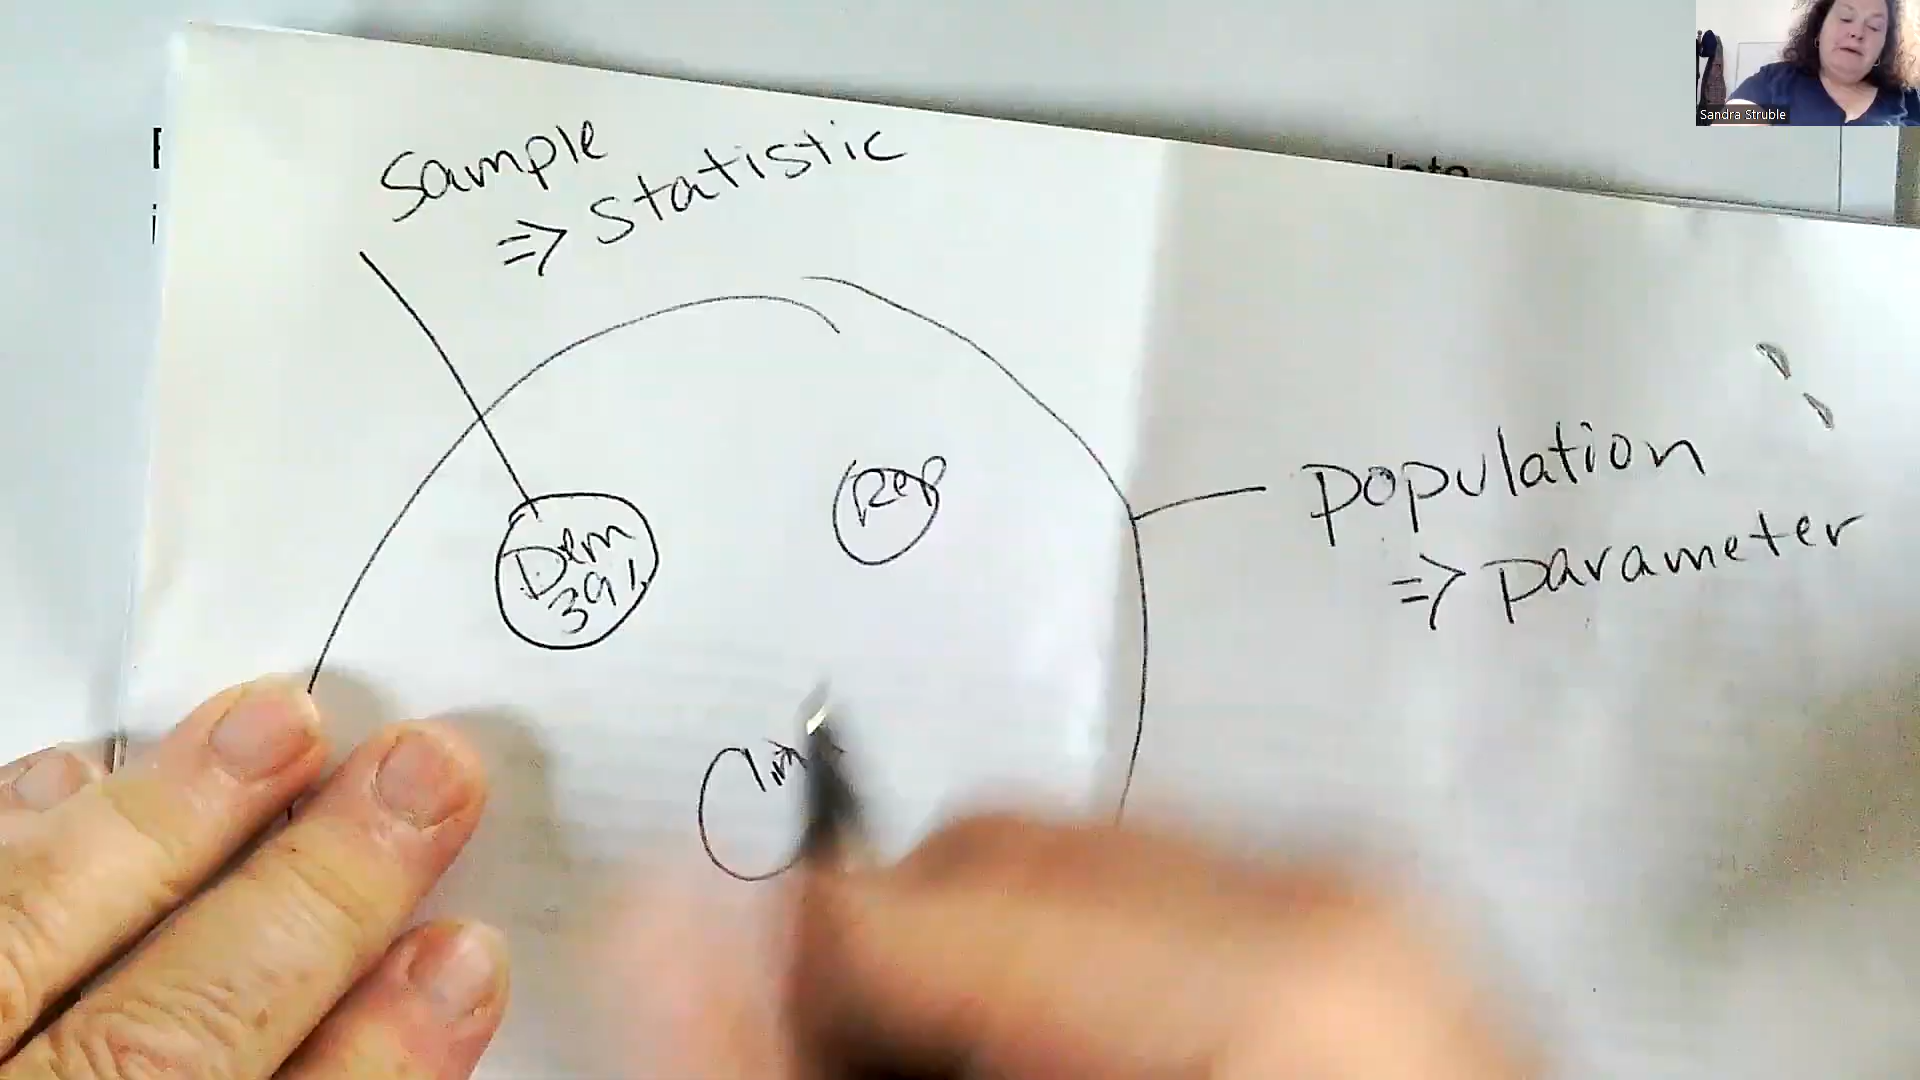 Sandra Struble
Sample
⇒ Statistic
Rep
Dem
39%
population
⇒ parameter